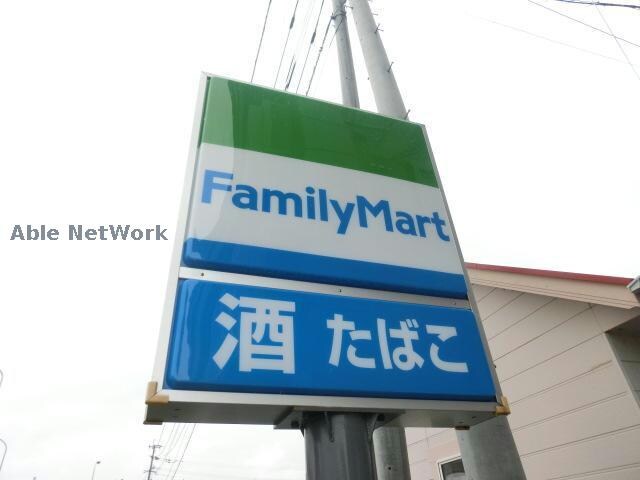 FamilyMart
Able NetWork
酒 たばこ